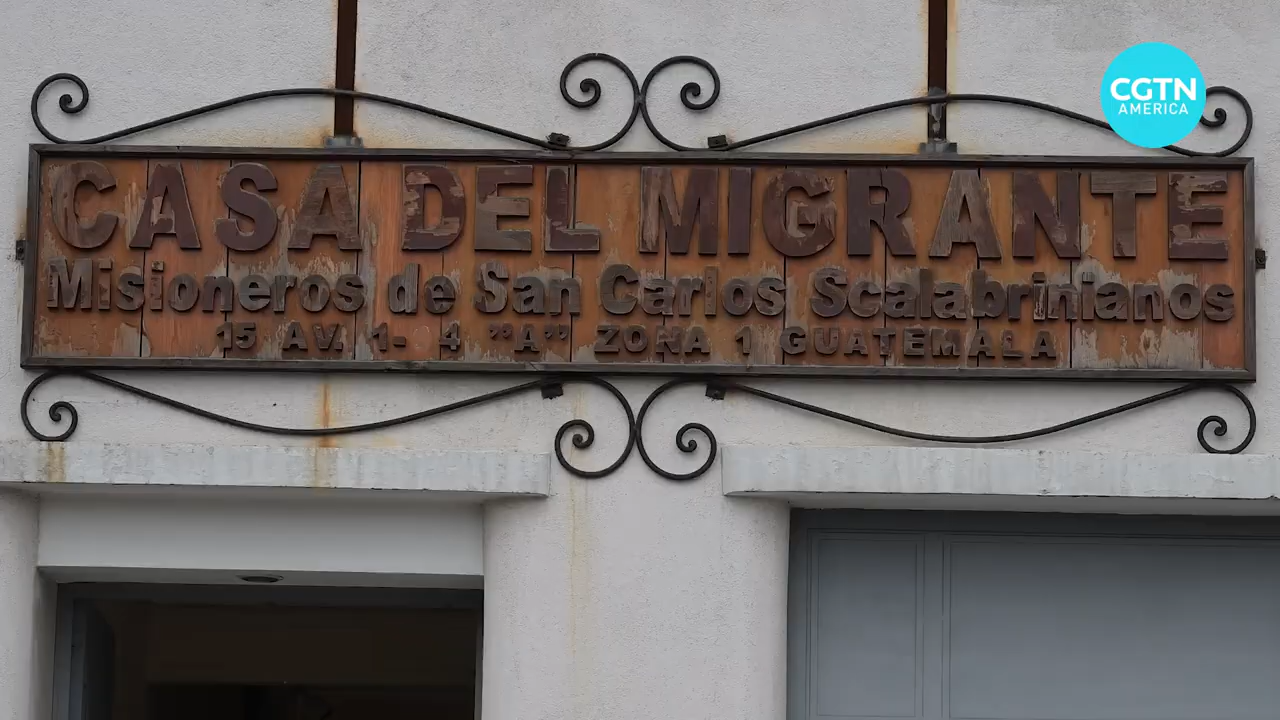 CGTN
AMERICA
CASA DEL MIGRANTE
Misioneros de San Carlos Scalabrinianos
15 AV. 1- 4 "A" ZONA 1 GUATEMALA